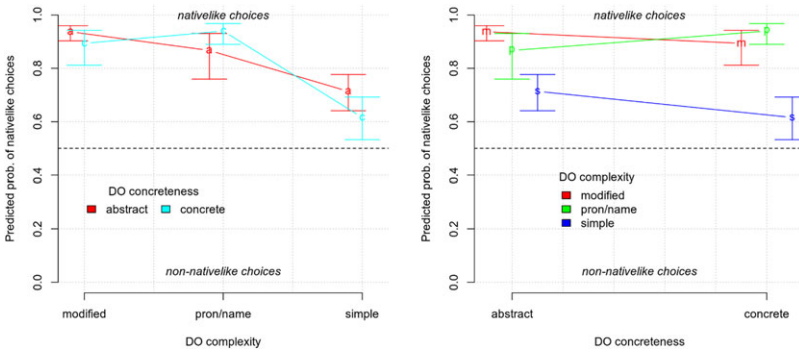 nativelike choices
Predicted prob. of nativelike choices
1.0
0.8
0.6
0.4
0.2
0.0
a
c
a
c
a
c
DO concreteness
abstract
concrete
non-nativelike choices
modified
pron/name
simple
DO complexity
nativelike choices
Predicted prob. of nativelike choices
1.0
0.8
0.6
0.4
0.2
0.0
m
p
s
m
p
s
DO complexity
modified
pron/name
simple
non-nativelike choices
abstract
concrete
DO concreteness